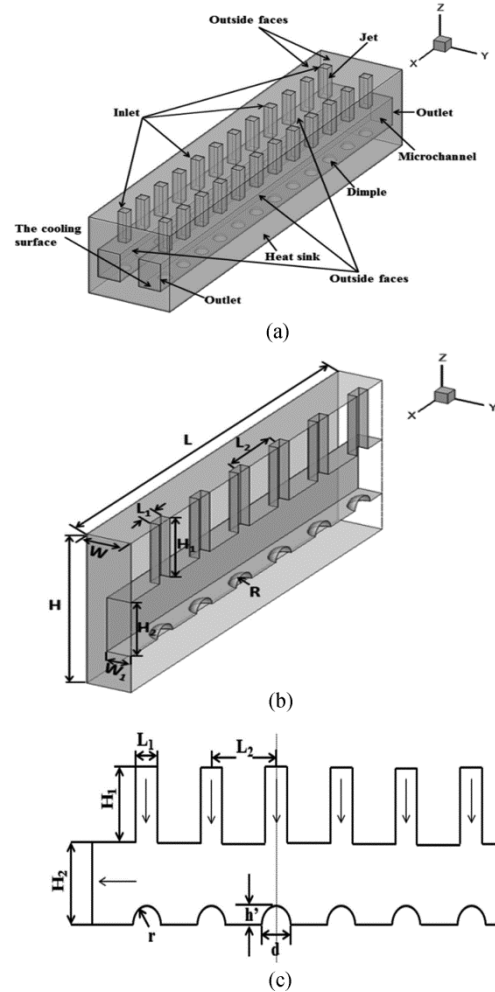 Z
Y
X
Outside faces
Jet
Inlet
Outlet
Microchannel
Dimple
The cooling
surface
Heat sink
Outside faces
Outlet
(a)
Z
Y
X
L
L2
L1
W
H1
H
R
H2
W1
(b)
L1
L2
H1
H2
h'
r
d
(c)